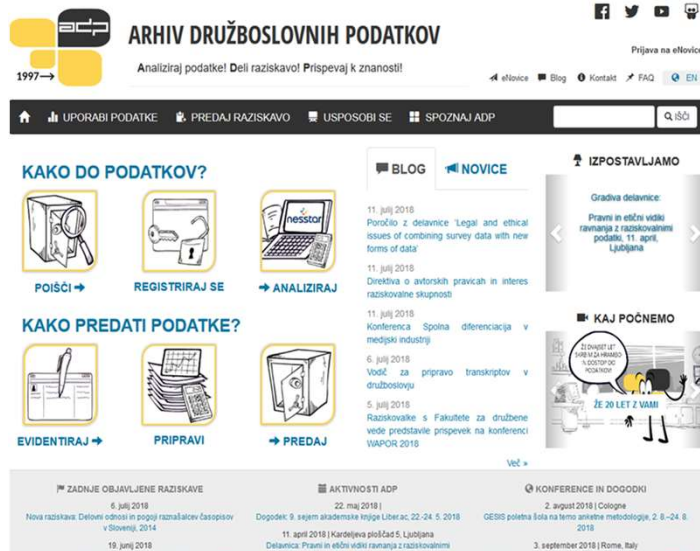 adp
1997→
ARHIV DRUŽBOSLOVNIH PODATKOV
Analiziraj podatke! Deli raziskavo! Prispevaj k znanosti!
Prijava na eNovice
eNovice Blog Kontakt FAQ EN
UPORABI PODATKE PREDAJ RAZISKAVO USPOSOBI SE SPOZNAJ ADP
IŠČI
KAKO DO PODATKOV?
nesstar
POIŠČI ➔ REGISTRIRAJ SE ➔ ANALIZIRAJ
KAKO PREDATI PODATKE?
EVIDENTIRAJ ➔ PRIPRAVI ➔ PREDAJ
BLOG NOVICE
11. julij 2018
Poročilo z delavnice 'Legal and ethical
issues of combining survey data with new
forms of data'
11. julij 2018
Direktiva o avtorskih pravicah in interes
raziskovalne skupnosti
11. julij 2018
Konferenca Spolna diferenciacija v
medijski industriji
6. julij 2018
Vodič za pripravo transkriptov v
družboslovju
5. julij 2018
Raziskovalke s Fakultete za družbene
vede predstavile prispevek na konferenci
WAPOR 2018
Več »
IZPOSTAVLJAMO
Gradiva delavnice:
Pravni in etični vidiki
ravnanja z raziskovalnimi
podatki, 11. april,
Ljubljana
KAJ POČNEMO
ŽE DVAJSET LET
SKRBIMO ZA HRAMBO
IN DOSTOP DO
PODATKOV!
ŽE 20 LET Z VAMI
ZADNJE OBJAVLJENE RAZISKAVE
6. julij 2018
Nova raziskava: Delovni odnosi in pogoji raznašalcev časopisov
v Sloveniji, 2014
19. junij 2018
AKTIVNOSTI ADP
22. maj 2018 |
Dogodek: 9. sejem akademske knjige Liber.ac, 22.-24. 5. 2018
11. april 2018 | Kardeljeva ploščad 5, Ljubljana
Delavnica: Pravni in etični vidiki ravnanja z raziskovalnimi
KONFERENCE IN DOGODKI
2. avgust 2018 | Cologne
GESIS poletna šola na temo anketne metodologije, 2. 8.–24. 8.
2018
3. september 2018 | Rome, Italy